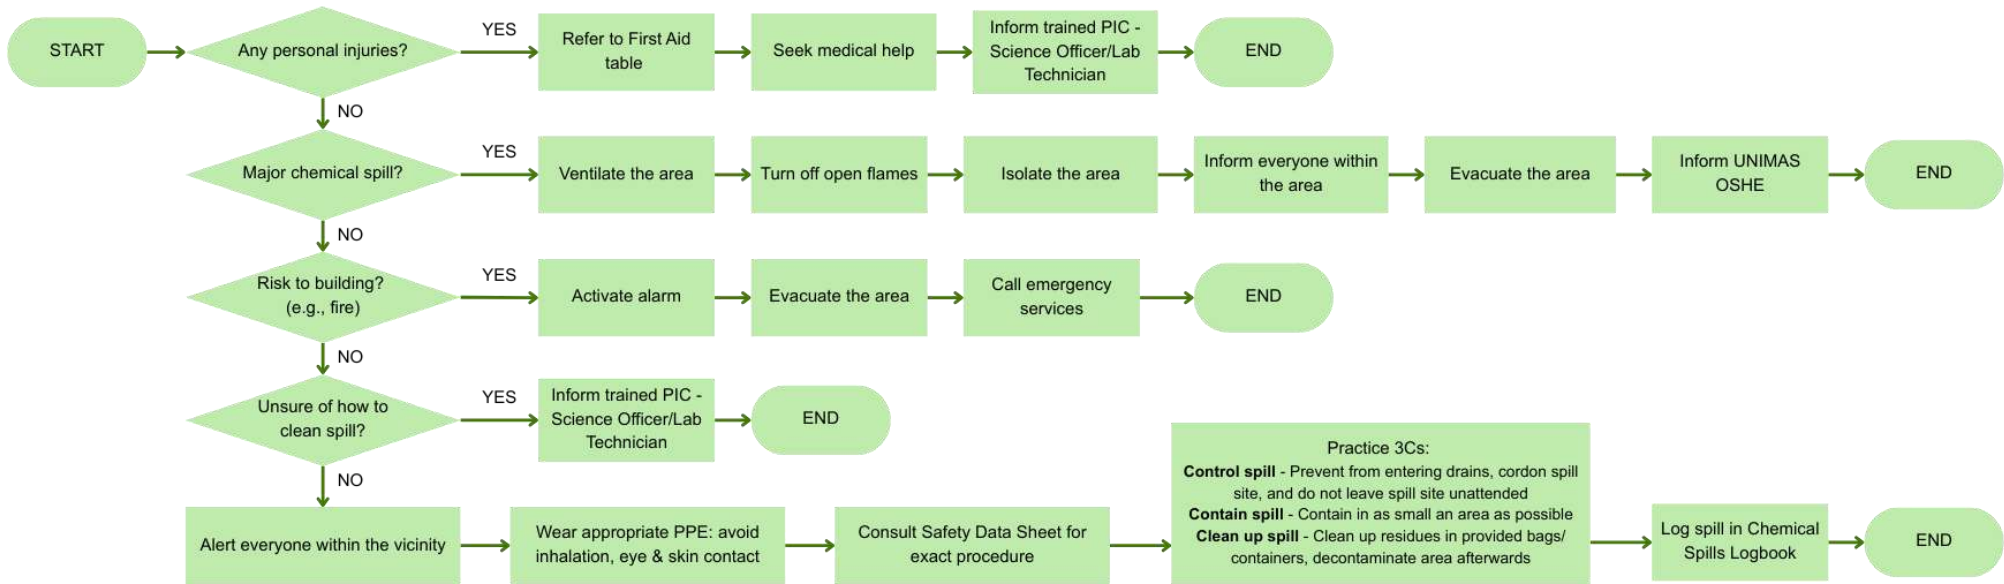 START
Any personal injuries?
YES
Refer to First Aid
table
Seek medical help
Inform trained PIC -
Science Officer/Lab
Technician
END
NO
Major chemical spill?
YES
Ventilate the area
Turn off open flames
Isolate the area
Inform everyone within
the area
Evacuate the area
Inform UNIMAS
OSHE
END
NO
Risk to building?
(e.g., fire)
YES
Activate alarm
Evacuate the area
Call emergency
services
END
NO
Unsure of how to
clean spill?
YES
Inform trained PIC -
Science Officer/Lab
Technician
END
NO
Alert everyone within the vicinity
Wear appropriate PPE: avoid
inhalation, eye & skin contact
Consult Safety Data Sheet for
exact procedure
Practice 3Cs:
Control spill - Prevent from entering drains, cordon spill
site, and do not leave spill site unattended
Contain spill - Contain in as small an area as possible
Clean up spill - Clean up residues in provided bags/
containers, decontaminate area afterwards
Log spill in Chemical
Spills Logbook
END